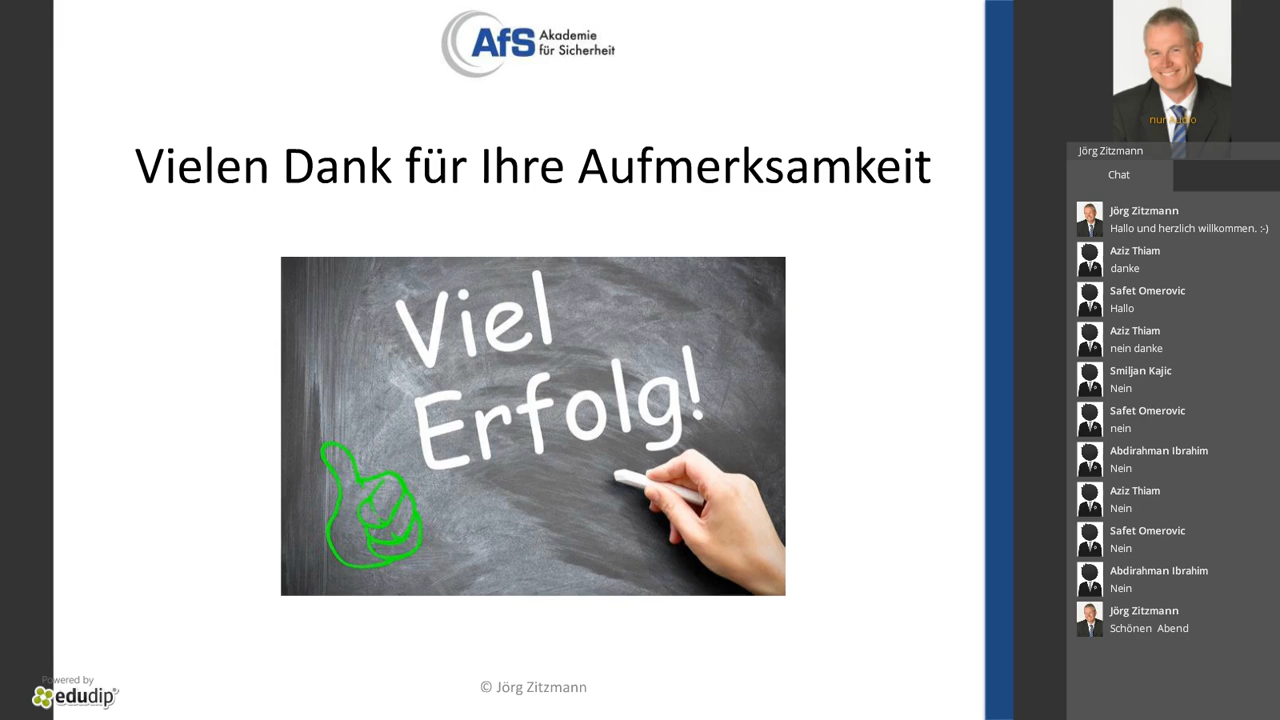 AfS Akademie
für Sicherheit
Vielen Dank für Ihre Aufmerksamkeit
Viel
Erfolg!
© Jörg Zitzmann
Powered by
edudip
nur Audio
Jörg Zitzmann
Chat
Jörg Zitzmann
Hallo und herzlich willkommen. :-)
Aziz Thiam
danke
Safet Omerovic
Hallo
Aziz Thiam
nein danke
Smiljan Kajic
Nein
Safet Omerovic
nein
Abdirahman Ibrahim
Nein
Aziz Thiam
Nein
Safet Omerovic
Nein
Abdirahman Ibrahim
Nein
Jörg Zitzmann
Schönen Abend